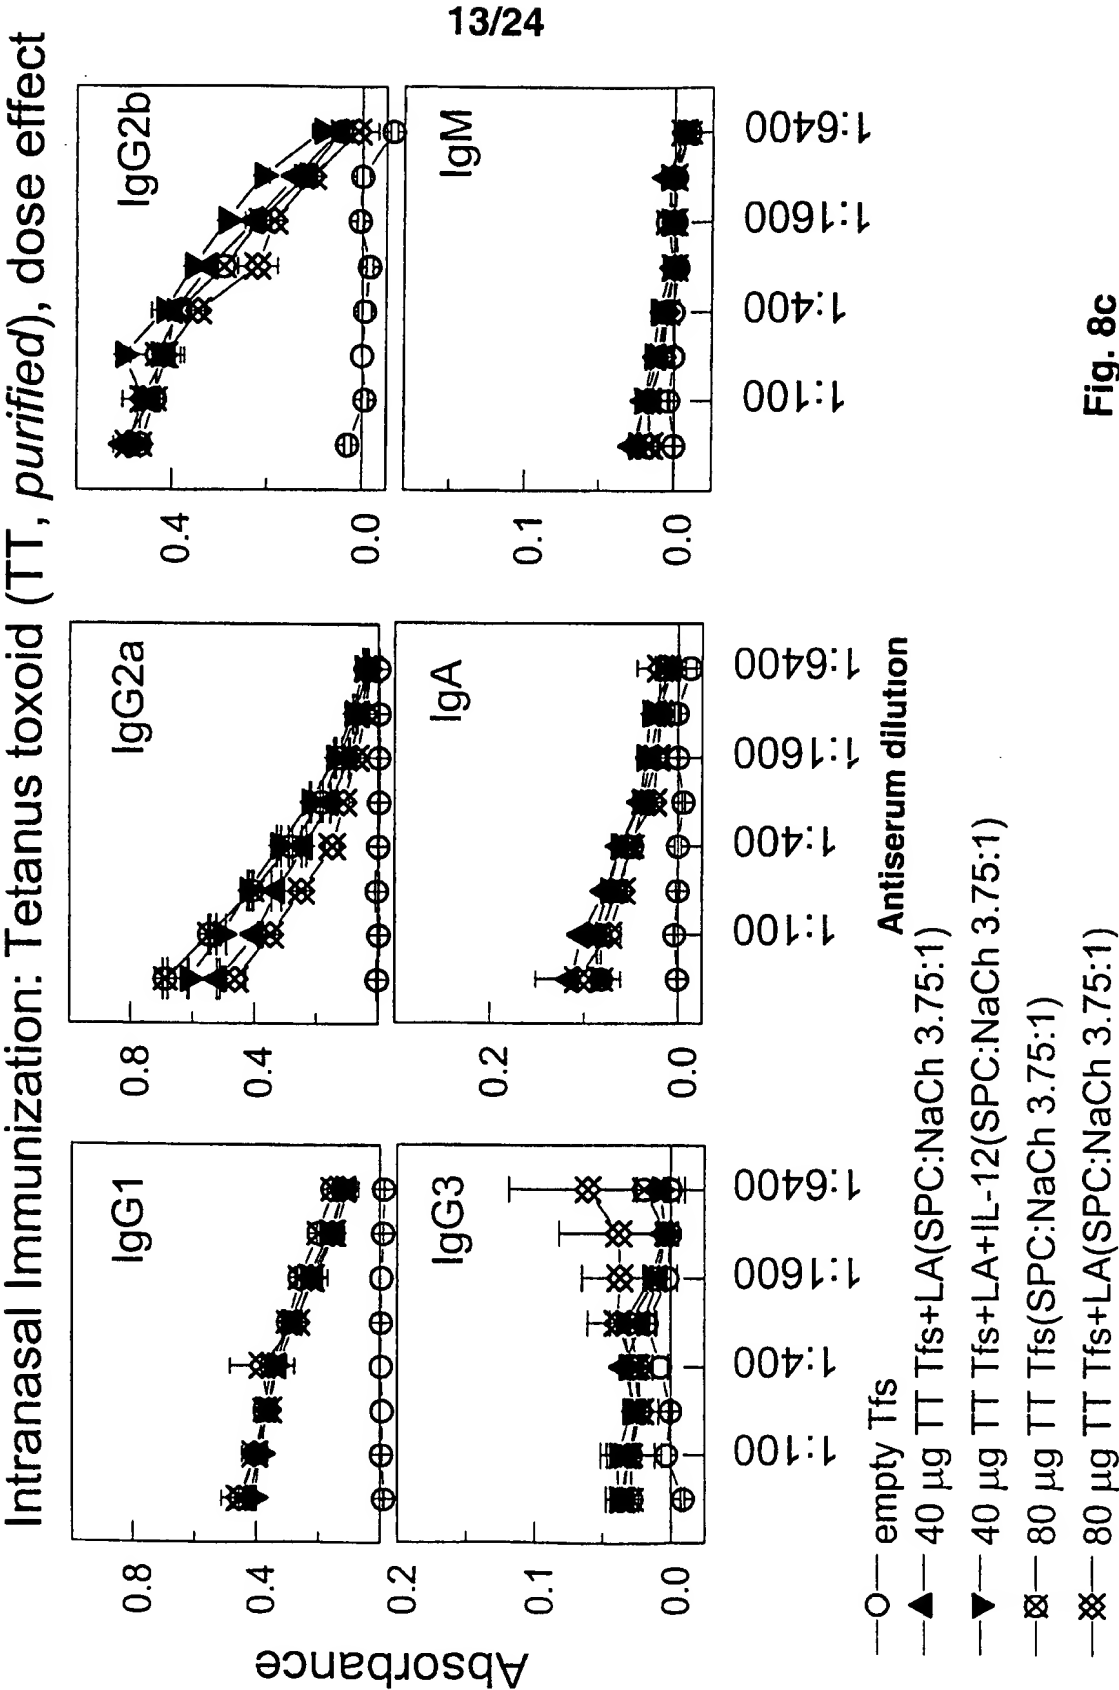 13/24
Intranasal Immunization: Tetanus toxoid (TT, purified), dose effect
Absorbance
IgG1
0.8
0.4
IgG2a
0.8
0.4
IgG2b
0.4
0.0
IgG3
0.2
0.1
0.0
1:100
1:400
1:1600
1:6400
IgA
0.2
0.0
1:100
1:400
1:1600
1:6400
IgM
0.1
0.0
1:100
1:400
1:1600
1:6400
Antiserum dilution
empty Tfs
40 µg TT Tfs+LA(SPC:NaCh 3.75:1)
40 µg TT Tfs+LA+IL-12(SPC:NaCh 3.75:1)
80 µg TT Tfs(SPC:NaCh 3.75:1)
80 µg TT Tfs+LA(SPC:NaCh 3.75:1)
Fig. 8c